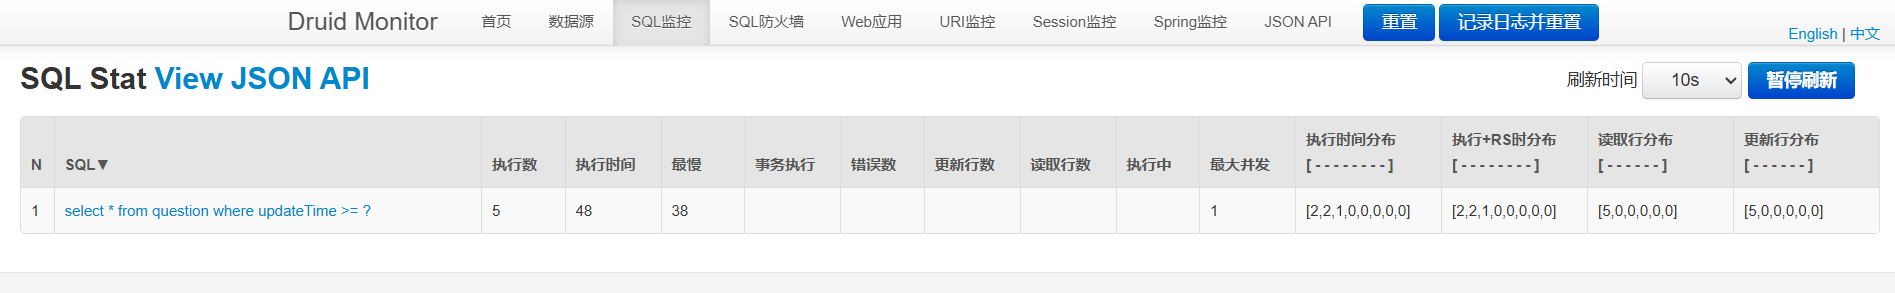 Druid Monitor 首页 数据源 SQL监控 SQL防火墙 Web应用 URI监控 Session监控 Spring监控 JSON API 重置 记录日志并重置
English | 中文
SQL Stat View JSON API 刷新时间 10s 暂停刷新
N SQL▼ 执行数 执行时间 最慢 事务执行 错误数 更新行数 读取行数 执行中 最大并发 执行时间分布 [ - - - - - - - - ] 执行+RS时分布 [ - - - - - - - - ] 读取行分布 [ - - - - - - ] 更新行分布 [ - - - - - - ]
1 select * from question where updateTime >= ? 5 48 38 1 [2,2,1,0,0,0,0,0] [2,2,1,0,0,0,0,0] [5,0,0,0,0,0] [5,0,0,0,0,0]